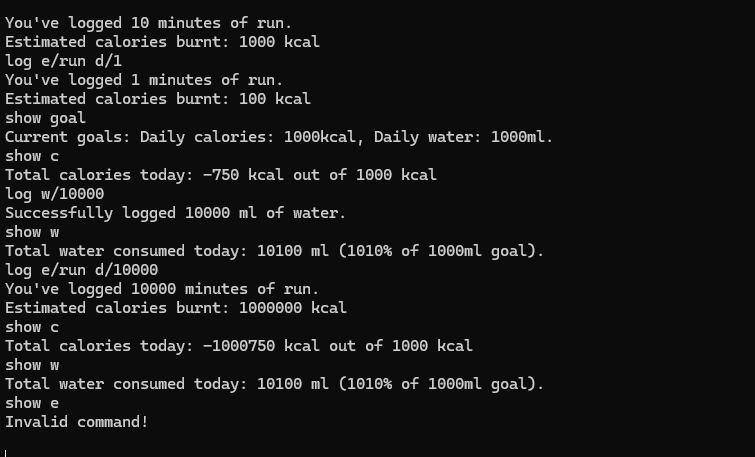 You've logged 10 minutes of run.
Estimated calories burnt: 1000 kcal
log e/run d/1
You've logged 1 minutes of run.
Estimated calories burnt: 100 kcal
show goal
Current goals: Daily calories: 1000kcal, Daily water: 1000ml.
show c
Total calories today: -750 kcal out of 1000 kcal
log w/10000
Successfully logged 10000 ml of water.
show w
Total water consumed today: 10100 ml (1010% of 1000ml goal).
log e/run d/10000
You've logged 10000 minutes of run.
Estimated calories burnt: 1000000 kcal
show c
Total calories today: -1000750 kcal out of 1000 kcal
show w
Total water consumed today: 10100 ml (1010% of 1000ml goal).
show e
Invalid command!